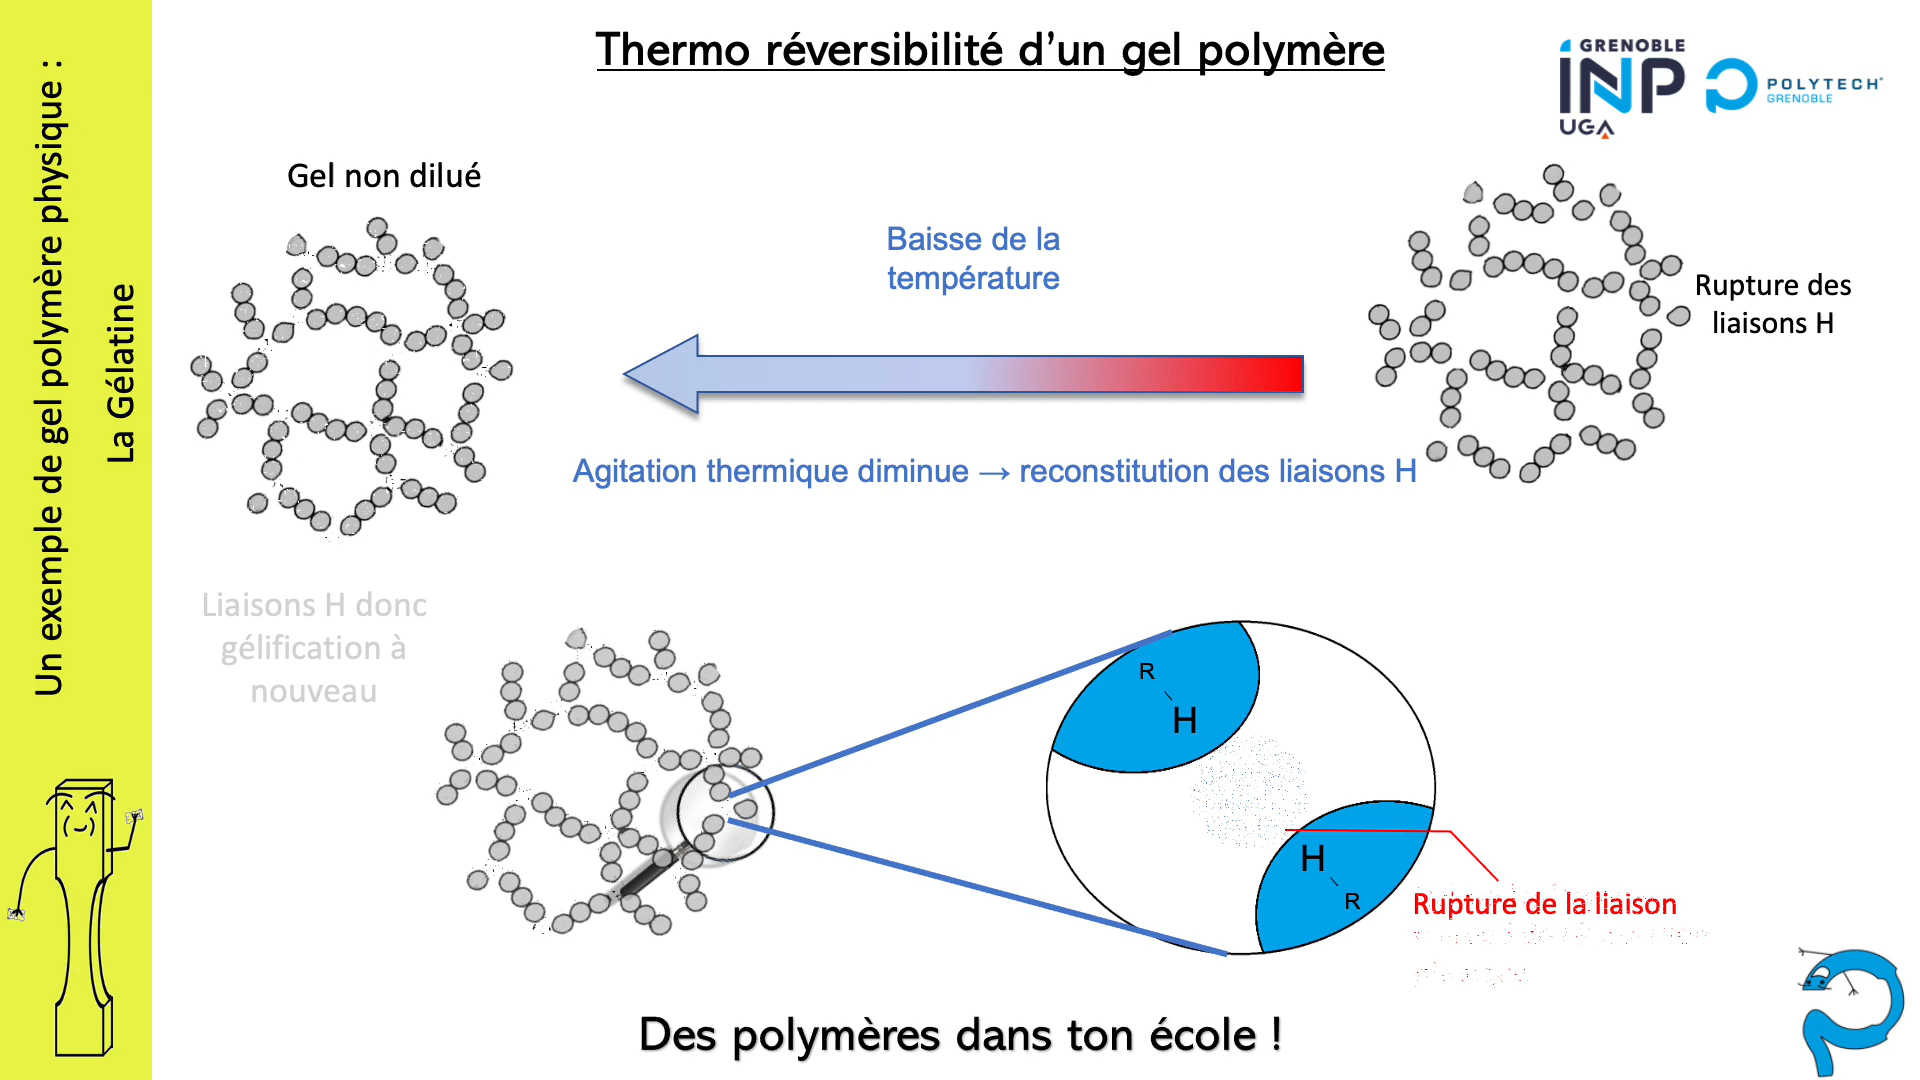 Thermo réversibilité d'un gel polymère
GRENOBLE
INP
UGA
POLYTECH
GRENOBLE
Un exemple de gel polymère physique :
La Gélatine
Gel non dilué
Baisse de la
température
Rupture des
liaisons H
Agitation thermique diminue → reconstitution des liaisons H
Liaisons H donc
gélification à
nouveau
R
H
H
R
Rupture de la liaison
Des polymères dans ton école !